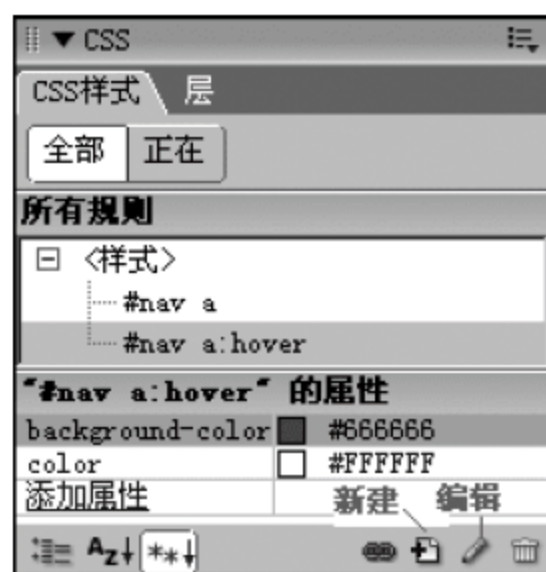 CSS
CSS样式 层
全部 正在
所有规则
<样式>
#nav a
#nav a:hover
"#nav a:hover" 的属性
background-color #666666
color #FFFFFF
添加属性
新建 编辑
Az↓ **↓